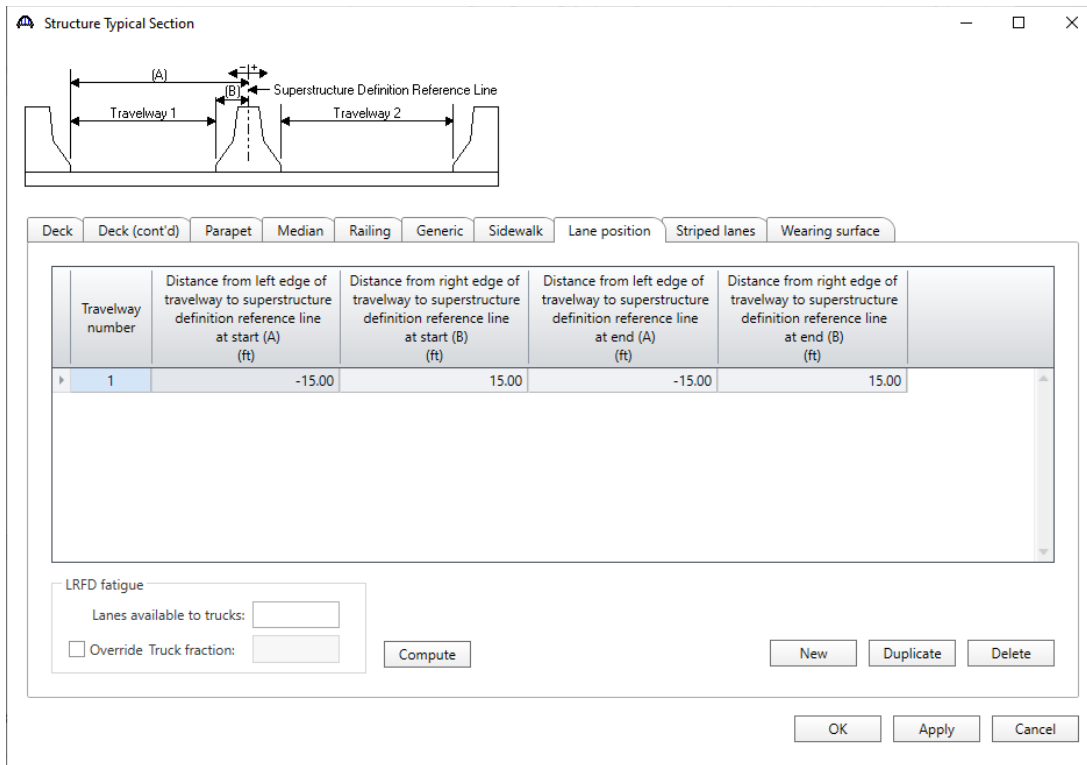 Structure Typical Section
(A)
-|+
(B)
Superstructure Definition Reference Line
Travelway 1
Travelway 2
Deck
Deck (cont'd)
Parapet
Median
Railing
Generic
Sidewalk
Lane position
Striped lanes
Wearing surface
Travelway
number
Distance from left edge of
travelway to superstructure
definition reference line
at start (A)
(ft)
Distance from right edge of
travelway to superstructure
definition reference line
at start (B)
(ft)
Distance from left edge of
travelway to superstructure
definition reference line
at end (A)
(ft)
Distance from right edge of
travelway to superstructure
definition reference line
at end (B)
(ft)
1
-15.00
15.00
-15.00
15.00
LRFD fatigue
Lanes available to trucks:
Override
Truck fraction:
Compute
New
Duplicate
Delete
OK
Apply
Cancel